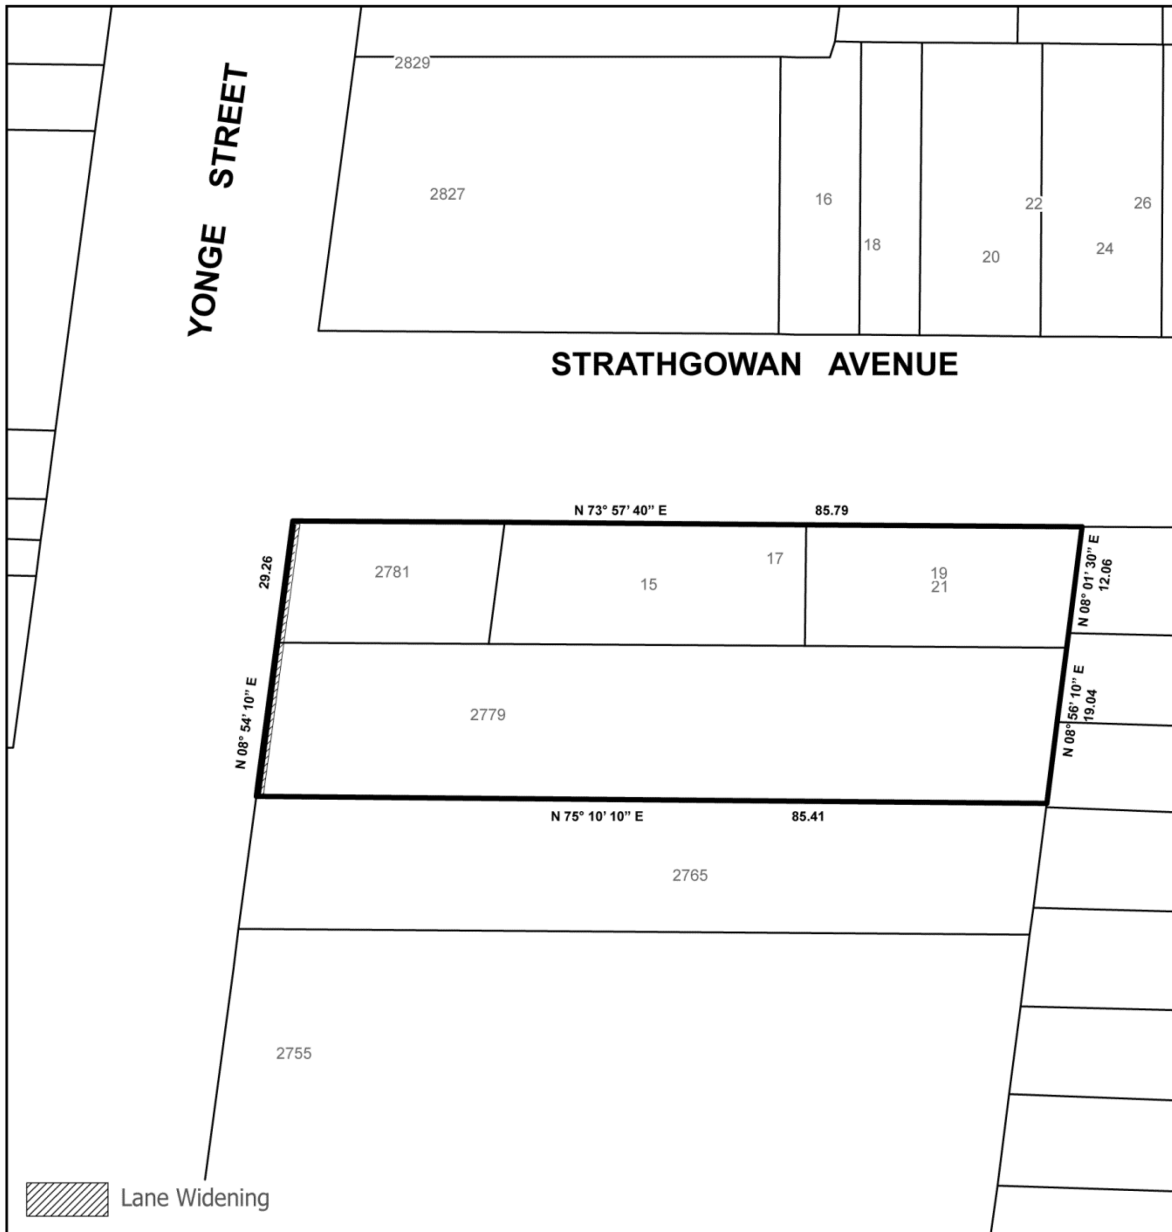 2829
YONGE STREET
2827
16
22
26
18
20
24
STRATHGOWAN AVENUE
N 73° 57' 40" E
85.79
29.26
2781
15
17
19
21
N 08° 01' 30" E
12.06
N 08° 54' 10" E
2779
N 08° 56' 10" E
19.04
N 75° 10' 10" E
85.41
2765
2755
Lane Widening